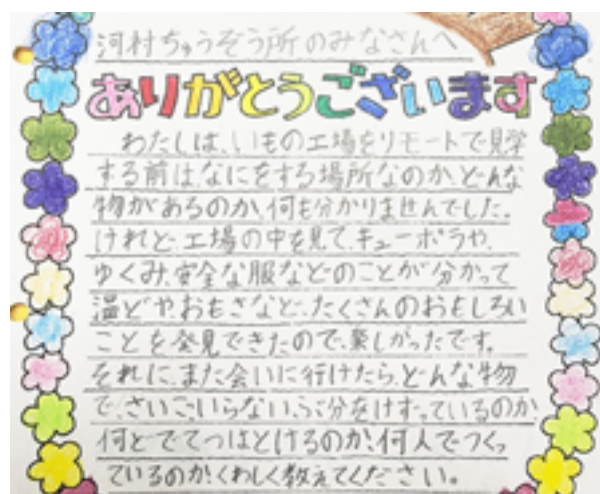 河村ちゅうぞう所のみなさんへ
ありがとうございます
わたしは、いもの工場をリモートで見学
する前は、なにをする場所なのか、どんな
物があるのか、何も分かりませんでした。
けれど、工場の中を見て、キューポラや、
ゆくみ、安全な服などのことが分かって
温どや、おもさなど、たくさんのおもしろい
ことを発見できたので、楽しかったです。
それに、また会いに行けたら、どんな物
で、さいごいらない、ぶ分をけずっているのか
何どでてつはとけるのか、何人でつくっ
ているのか、くわしく教えてください。